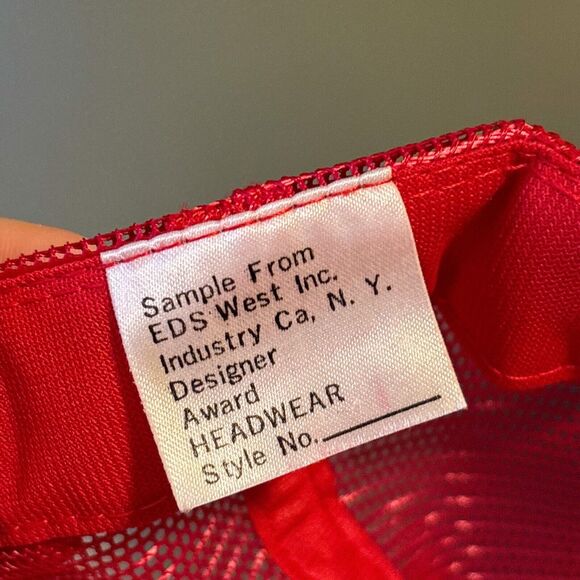 Sample From
EDS West Inc.
Industry Ca, N. Y.
Designer
Award
HEADWEAR
Style No.